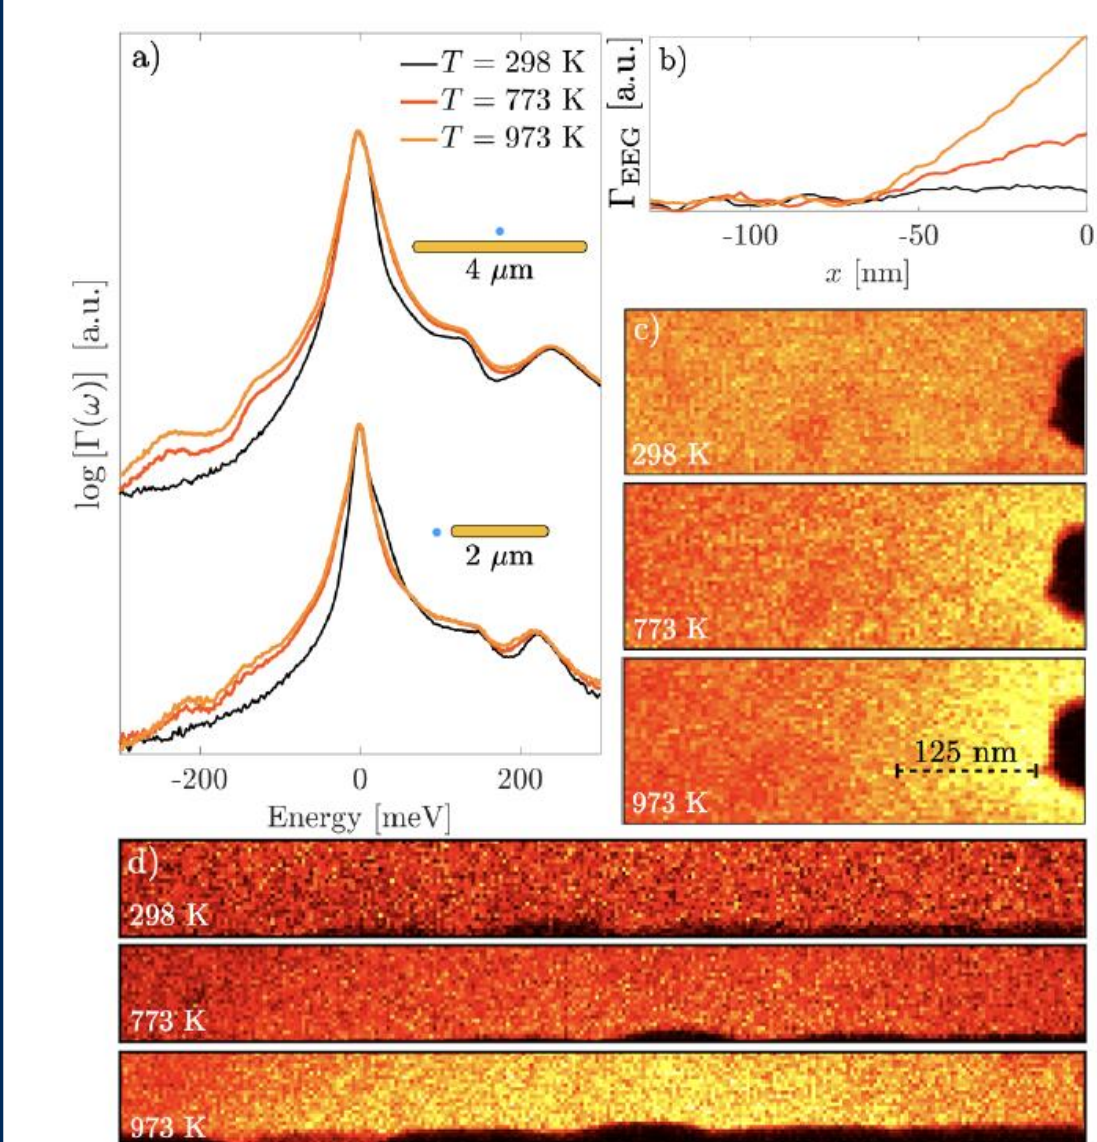 a)
T = 298 K
T = 773 K
T = 973 K
4 μm
2 μm
log [Γ(ω)] [a.u.]
-200 0 200
Energy [meV]
b)
Γ_EEG [a.u.]
-100 -50 0
x [nm]
c)
298 K
773 K
125 nm
973 K
d)
298 K
773 K
973 K